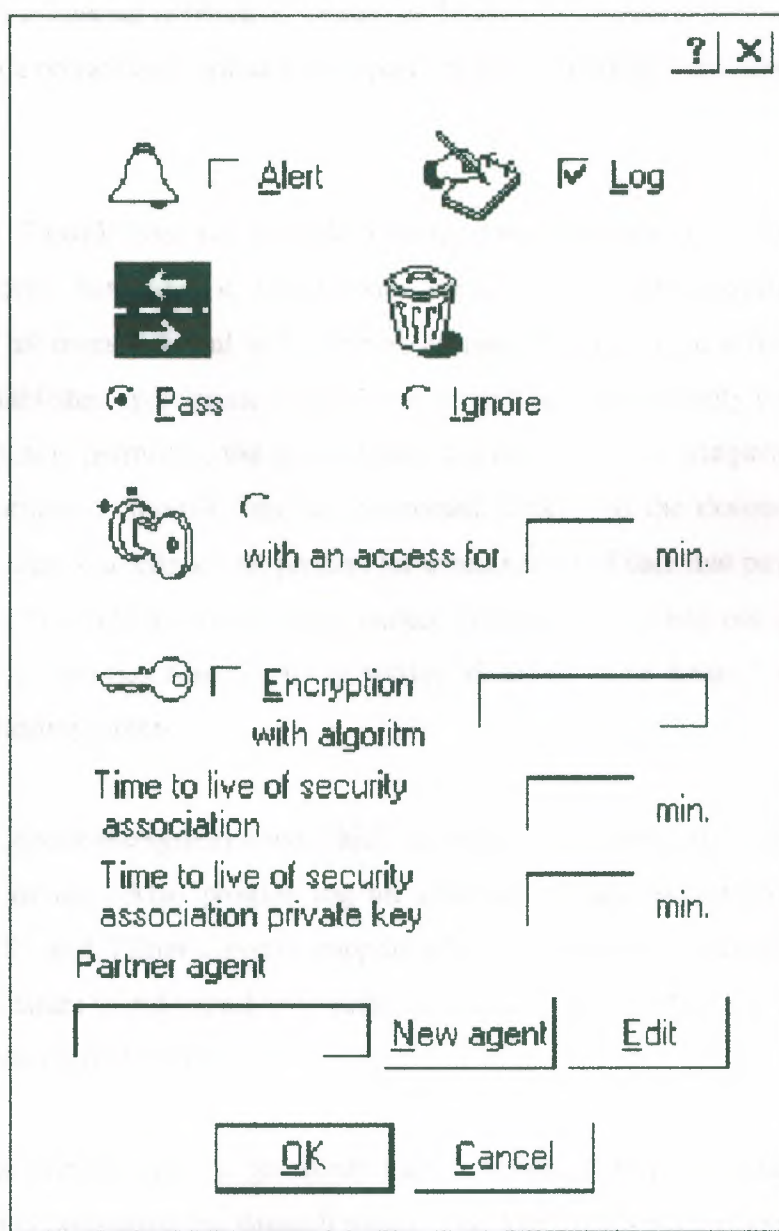 ?
Alert Log
Pass Ignore
with an access for min.
Encryption
with algoritm
Time to live of security
association min.
Time to live of security
association private key min.
Partner agent
New agent Edit
OK Cancel